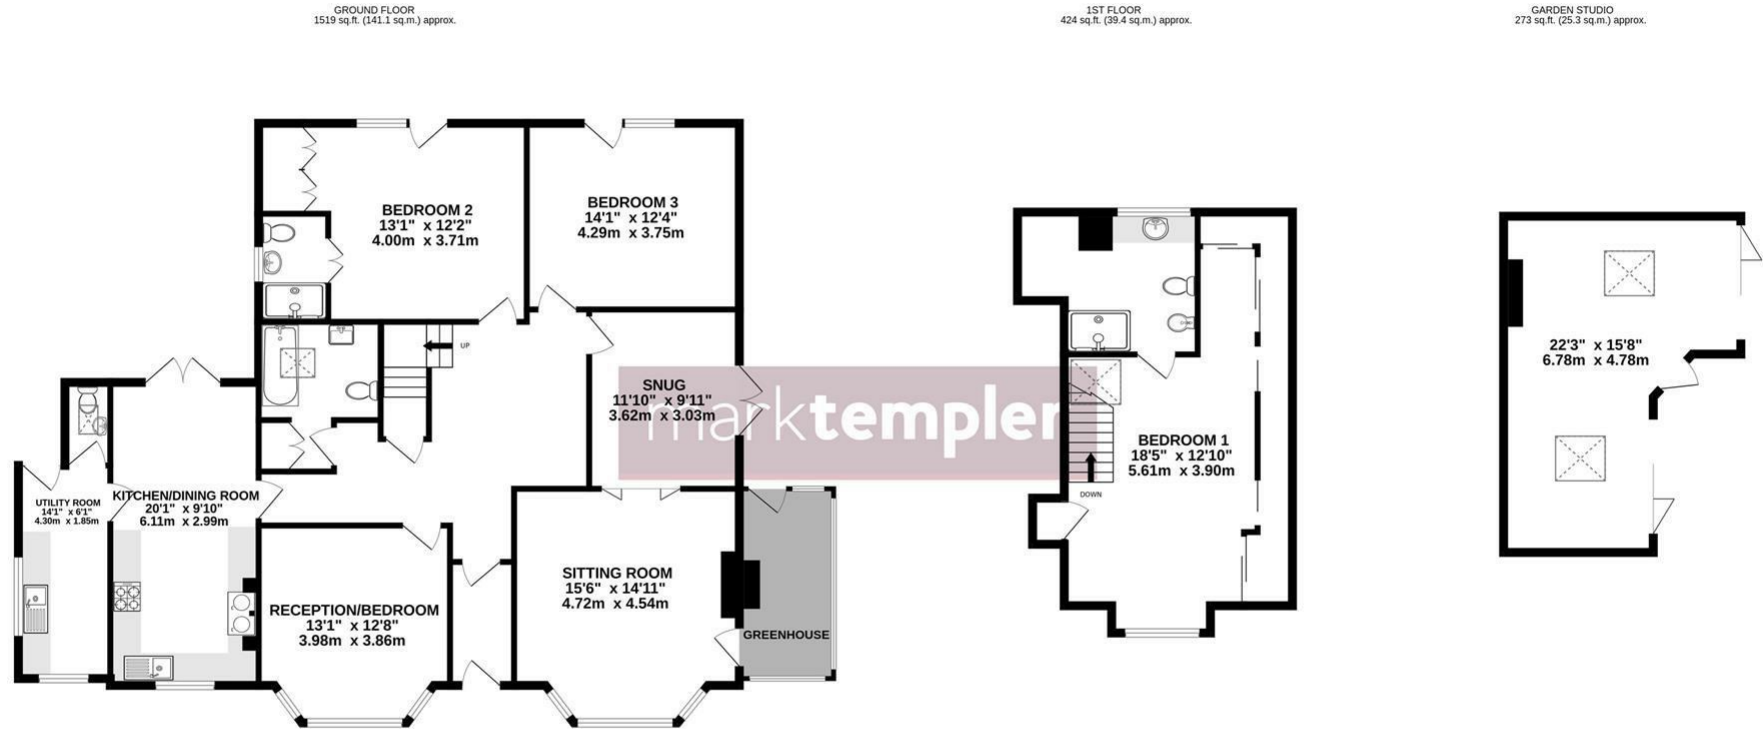 GROUND FLOOR
1519 sq.ft. (141.1 sq.m.) approx.
1ST FLOOR
424 sq.ft. (39.4 sq.m.) approx.
GARDEN STUDIO
273 sq.ft. (25.3 sq.m.) approx.
BEDROOM 2
13'1" x 12'2"
4.00m x 3.71m
BEDROOM 3
14'1" x 12'4"
4.29m x 3.75m
UP
SNUG
11'10" x 9'11"
3.62m x 3.03m
marktempler
22'3" x 15'8"
6.78m x 4.78m
BEDROOM 1
18'5" x 12'10"
5.61m x 3.90m
DOWN
UTILITY ROOM
14'1" x 6'1"
4.30m x 1.85m
KITCHEN/DINING ROOM
20'1" x 9'10"
6.11m x 2.99m
SITTING ROOM
15'6" x 14'11"
4.72m x 4.54m
RECEPTION/BEDROOM
13'1" x 12'8"
3.98m x 3.86m
GREENHOUSE